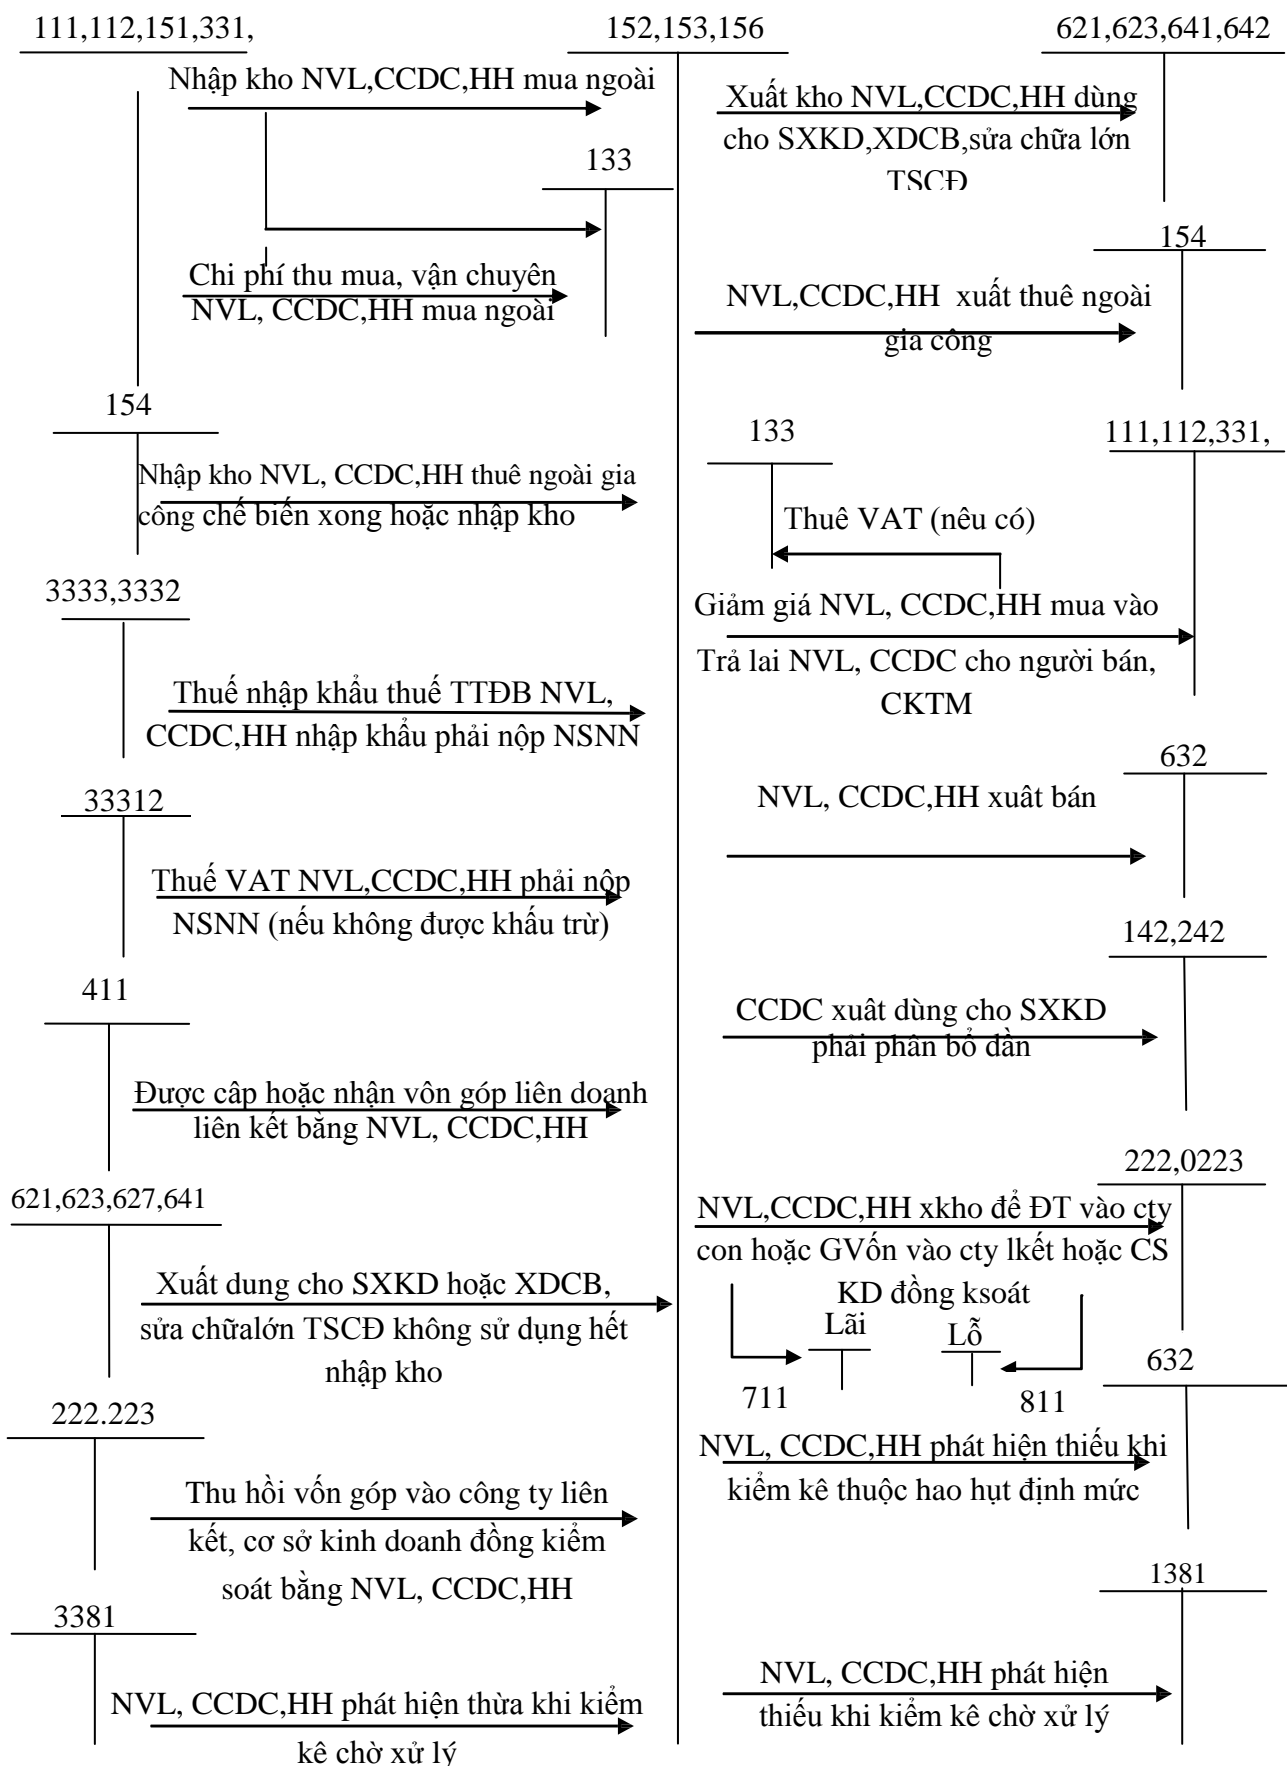 111,112,151,331,
152,153,156
621,623,641,642
Nhập kho NVL,CCDC,HH mua ngoài
133
Chi phí thu mua, vận chuyên
NVL, CCDC,HH mua ngoài
Xuất kho NVL,CCDC,HH dùng
cho SXKD,XDCB,sửa chữa lớn
TSCĐ
154
NVL,CCDC,HH  xuất thuê ngoài
gia công
154
Nhập kho NVL, CCDC,HH thuê ngoài gia
công chế biến xong hoặc nhập kho
133
111,112,331,
Thuê VAT (nêu có)
Giảm giá NVL, CCDC,HH mua vào
Trả lai NVL, CCDC cho người bán,
CKTM
3333,3332
Thuế nhập khẩu thuế TTĐB NVL,
CCDC,HH nhập khẩu phải nộp NSNN
632
NVL, CCDC,HH xuât bán
33312
Thuế VAT NVL,CCDC,HH phải nộp
NSNN (nếu không được khấu trừ)
142,242
CCDC xuât dùng cho SXKD
phải phân bổ dần
411
Được câp hoặc nhận vôn góp liên doanh
liên kết bằng NVL, CCDC,HH
222,0223
NVL,CCDC,HH xkho để ĐT vào cty
con hoặc GVốn vào cty lkết hoặc CS
KD đồng ksoát
Lãi
Lỗ
711
811
621,623,627,641
Xuất dung cho SXKD hoặc XDCB,
sửa chữalớn TSCĐ không sử dụng hết
nhập kho
632
NVL, CCDC,HH phát hiện thiếu khi
kiểm kê thuộc hao hụt định mức
222.223
Thu hồi vốn góp vào công ty liên
kết, cơ sở kinh doanh đồng kiểm
soát bằng NVL, CCDC,HH
1381
NVL, CCDC,HH phát hiện
thiếu khi kiểm kê chờ xử lý
3381
NVL, CCDC,HH phát hiện thừa khi kiểm
kê chờ xử lý